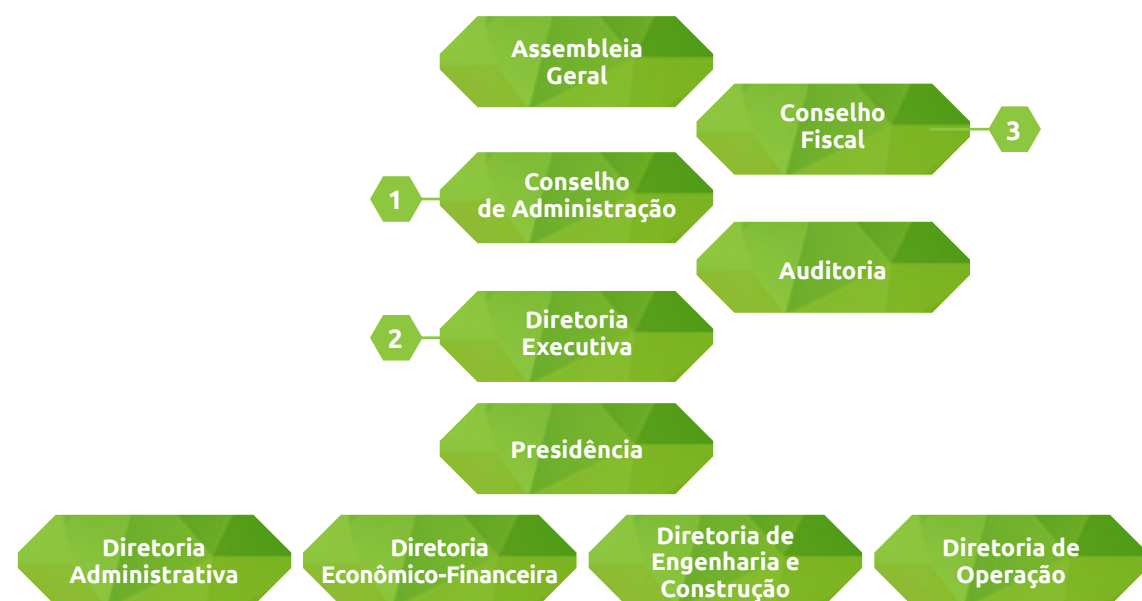 Assembleia
Geral
Conselho
Fiscal
3
1
Conselho
de Administração
Auditoria
2
Diretoria
Executiva
Presidência
Diretoria
Administrativa
Diretoria
Econômico-Financeira
Diretoria de
Engenharia e
Construção
Diretoria de
Operação